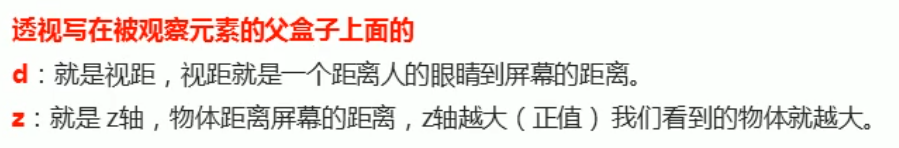 透视写在被观察元素的父盒子上面的
d：就是视距，视距就是一个距离人的眼睛到屏幕的距离。
z：就是 z轴，物体距离屏幕的距离，z轴越大（正值） 我们看到的物体就越大。